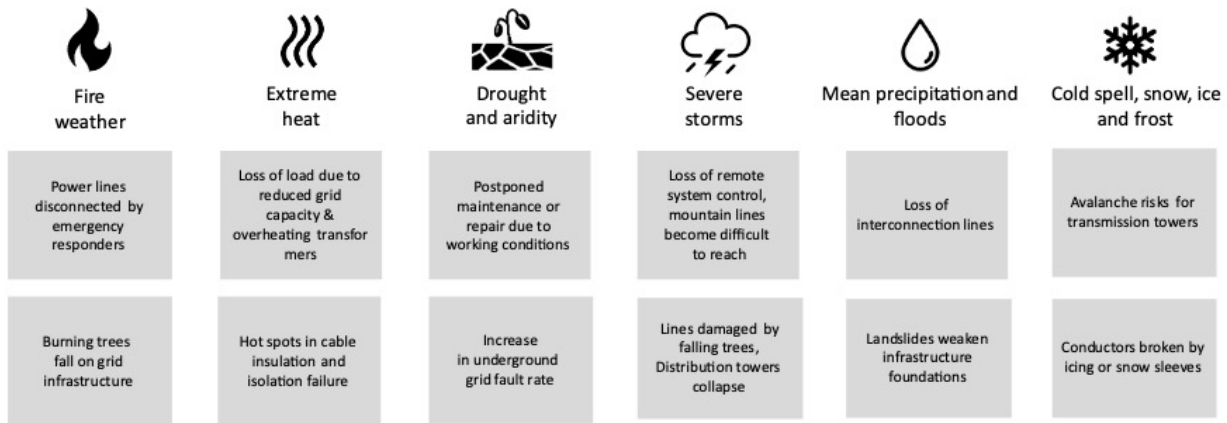 Fire
weather
Extreme
heat
Drought
and aridity
Severe
storms
Mean precipitation and
floods
Cold spell, snow, ice
and frost
Power lines
disconnected by
emergency
responders
Loss of load due to
reduced grid
capacity &
overheating transfor
mers
Postponed
maintenance or
repair due to
working conditions
Loss of remote
system control,
mountain lines
become difficult
to reach
Loss of
interconnection lines
Avalanche risks for
transmission towers
Burning trees
fall on grid
infrastructure
Hot spots in cable
insulation and
isolation failure
Increase
in underground
grid fault rate
Lines damaged by
falling trees,
Distribution towers
collapse
Landslides weaken
infrastructure
foundations
Conductors broken by
icing or snow sleeves